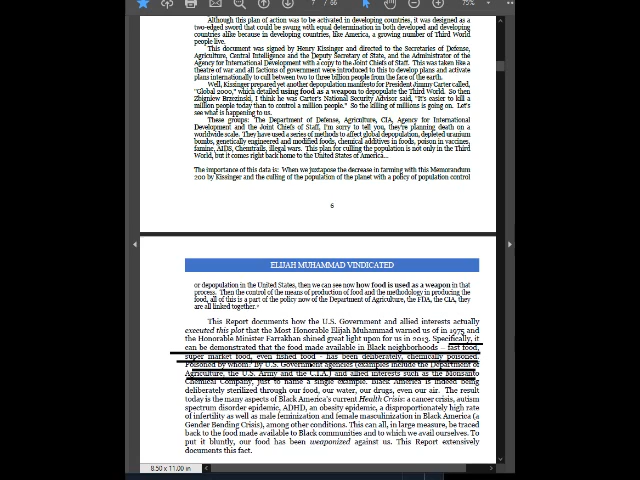 7 / 86
75%
Although this plan of action was to be activated in developing countries, it was designed as a
two-edged sword that could be swung with equal determination in both developed and developing
countries alike because in developing countries, like America, a growing number of Third World
people live.
This document was signed by Henry Kissinger and directed to the Secretaries of Defense,
Agriculture, Central Intelligence and the Deputy Secretary of State, and the Administrator of the
Agency for International Development with a copy to the Joint Chiefs of Staff. This was taken like a
theatre of war and all factions of government were introduced to this to develop plans and activate
plans internationally to cull between two to three billion people from the face of the earth.
Well, Kissinger prepared yet another depopulation manifesto for President Jimmy Carter called,
"Global 2000," which detailed using food as a weapon to depopulate the Third World. So then
Zbigniew Brzezinski, I think he was Carter's National Security Advisor said, "It's easier to kill a
million people today than to control a million people." So the killing of millions is going on. Let's
see what is happening to us.
These groups: The Department of Defense, Agriculture, CIA, Agency for International
Development and the Joint Chiefs of Staff, I'm sorry to tell you, they're planning death on a
worldwide scale. They have used a series of methods to affect global depopulation, depleted uranium
bombs, genetically engineered and modified foods, chemical additives in foods, poison in vaccines,
famine, AIDS, Chemtrails, illegal wars. This plan for culling the population is not only in the Third
World, but it comes right back home to the United States of America...
The importance of this data is: When we juxtapose the decrease in farming with this Memorandum
200 by Kissinger and the culling of the population of the planet with a policy of population control
6
ELIJAH MUHAMMAD VINDICATED
or depopulation in the United States, then we can see now how food is used as a weapon in that
process. Then the control of the means of production of food and the methodology in producing the
food, all of this is a part of the policy now of the Department of Agriculture, the FDA, the CIA, they
are all linked together."
This Report documents how the U.S. Government and allied interests actually
executed this plot that the Most Honorable Elijah Muhammad warned us of in 1975 and
the Honorable Minister Farrakhan shined great light upon for us in 2013. Specifically, it
can be demonstrated that the food made available in Black neighborhoods – fast food,
super market food, even fished food - has been deliberately, chemically poisoned.
Poisoned by whom? By U.S. Government agencies (examples include the Department of
Agriculture, the U.S. Army and the C.I.A.) and allied interests such as the Monsanto
Chemical Company, just to name a single example. Black America is indeed being
deliberately sterilized through our food, our water, our drugs, even our air. The result
today is the many aspects of Black America's current Health Crisis: a cancer crisis, autism
spectrum disorder epidemic, ADHD, an obesity epidemic, a disproportionately high rate
of infertility as well as male feminization and female masculinization in Black America (a
Gender Bending Crisis), among other conditions. This can all, in large measure, be traced
back to the food made available to Black communities and to which we avail ourselves. To
put it bluntly, our food has been weaponized against us. This Report extensively
documents this fact.
8.50 x 11.00 in